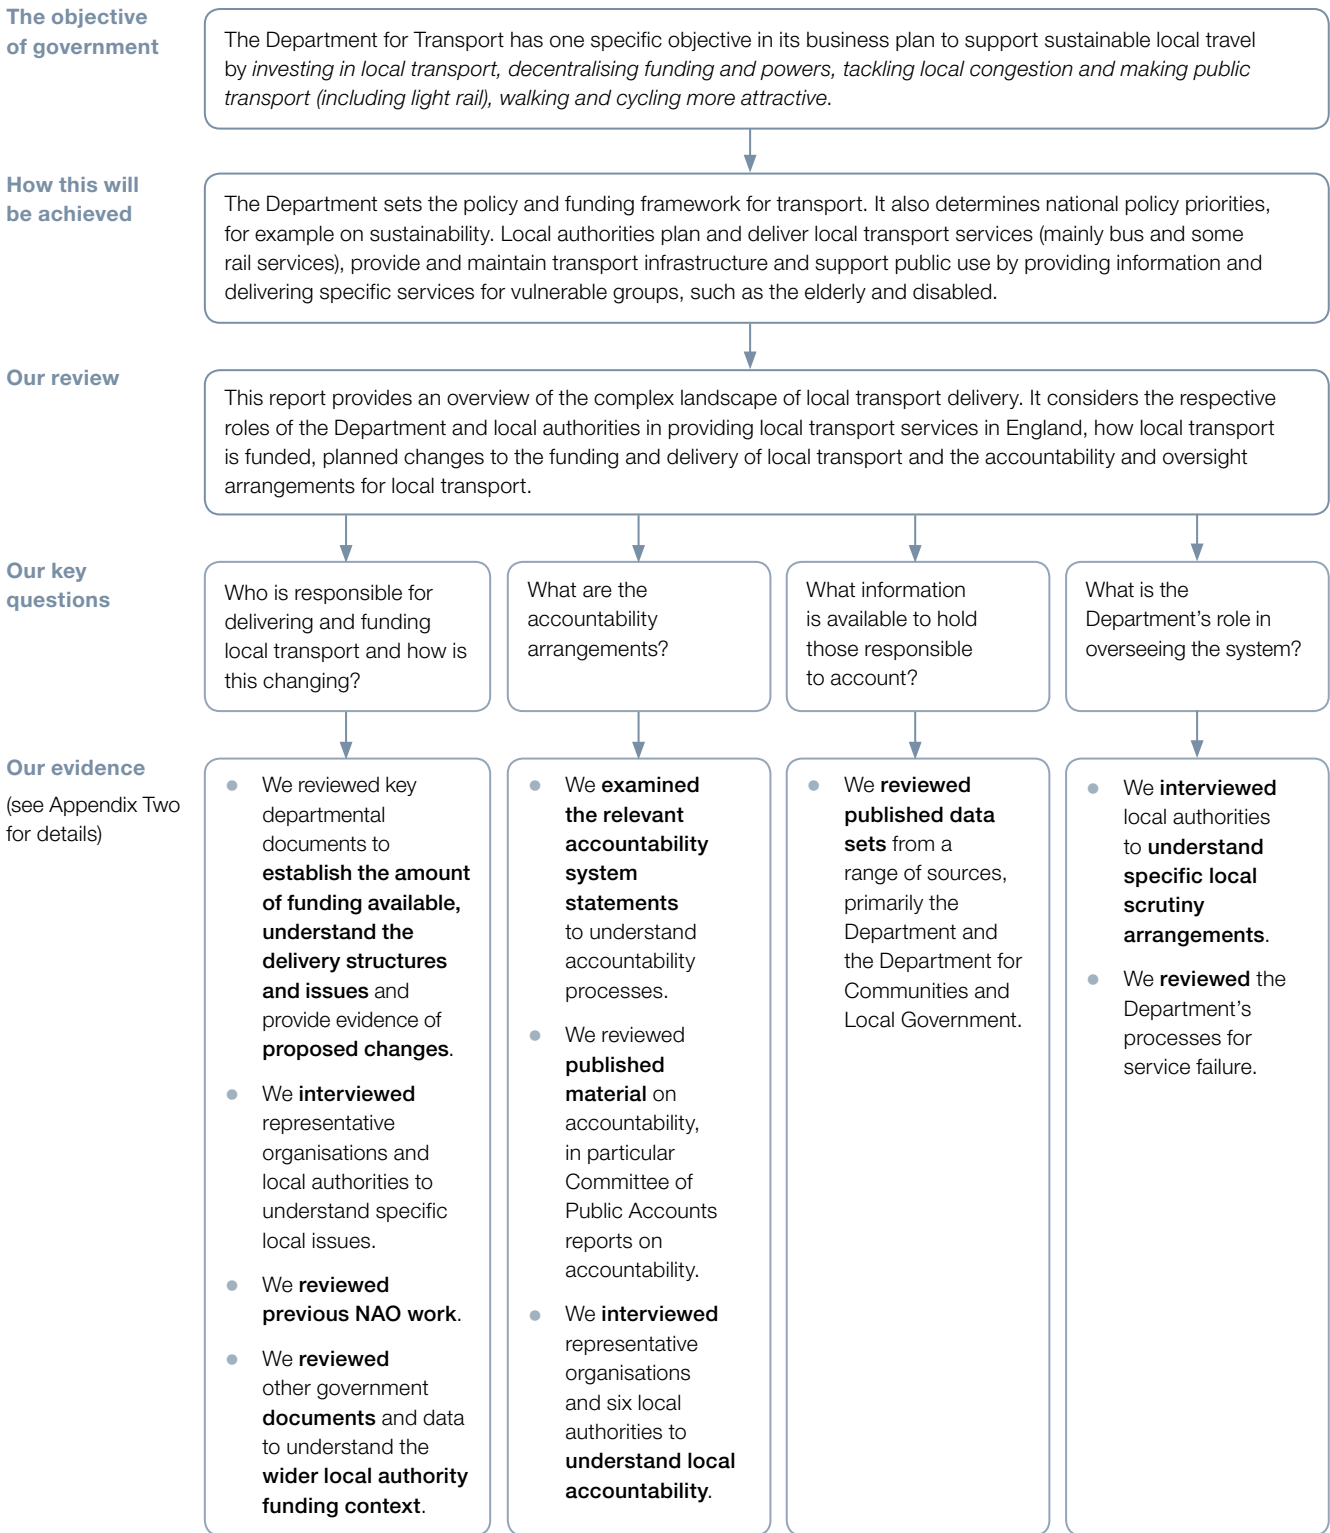 The objective
of government
The Department for Transport has one specific objective in its business plan to support sustainable local travel
by investing in local transport, decentralising funding and powers, tackling local congestion and making public
transport (including light rail), walking and cycling more attractive.
How this will
be achieved
The Department sets the policy and funding framework for transport. It also determines national policy priorities,
for example on sustainability. Local authorities plan and deliver local transport services (mainly bus and some
rail services), provide and maintain transport infrastructure and support public use by providing information and
delivering specific services for vulnerable groups, such as the elderly and disabled.
Our review
This report provides an overview of the complex landscape of local transport delivery. It considers the respective
roles of the Department and local authorities in providing local transport services in England, how local transport
is funded, planned changes to the funding and delivery of local transport and the accountability and oversight
arrangements for local transport.
Our key
questions
Who is responsible for
delivering and funding
local transport and how is
this changing?
What are the
accountability
arrangements?
What information
is available to hold
those responsible
to account?
What is the
Department's role in
overseeing the system?
Our evidence
(see Appendix Two
for details)
● We reviewed key
departmental
documents to
establish the amount
of funding available,
understand the
delivery structures
and issues and
provide evidence of
proposed changes.
● We interviewed
representative
organisations and
local authorities to
understand specific
local issues.
● We reviewed
previous NAO work.
● We reviewed
other government
documents and data
to understand the
wider local authority
funding context.
● We examined
the relevant
accountability
system
statements
to understand
accountability
processes.
● We reviewed
published
material on
accountability,
in particular
Committee of
Public Accounts
reports on
accountability.
● We interviewed
representative
organisations
and six local
authorities to
understand local
accountability.
● We reviewed
published data
sets from a
range of sources,
primarily the
Department and
the Department for
Communities and
Local Government.
● We interviewed
local authorities
to understand
specific local
scrutiny
arrangements.
● We reviewed the
Department's
processes for
service failure.